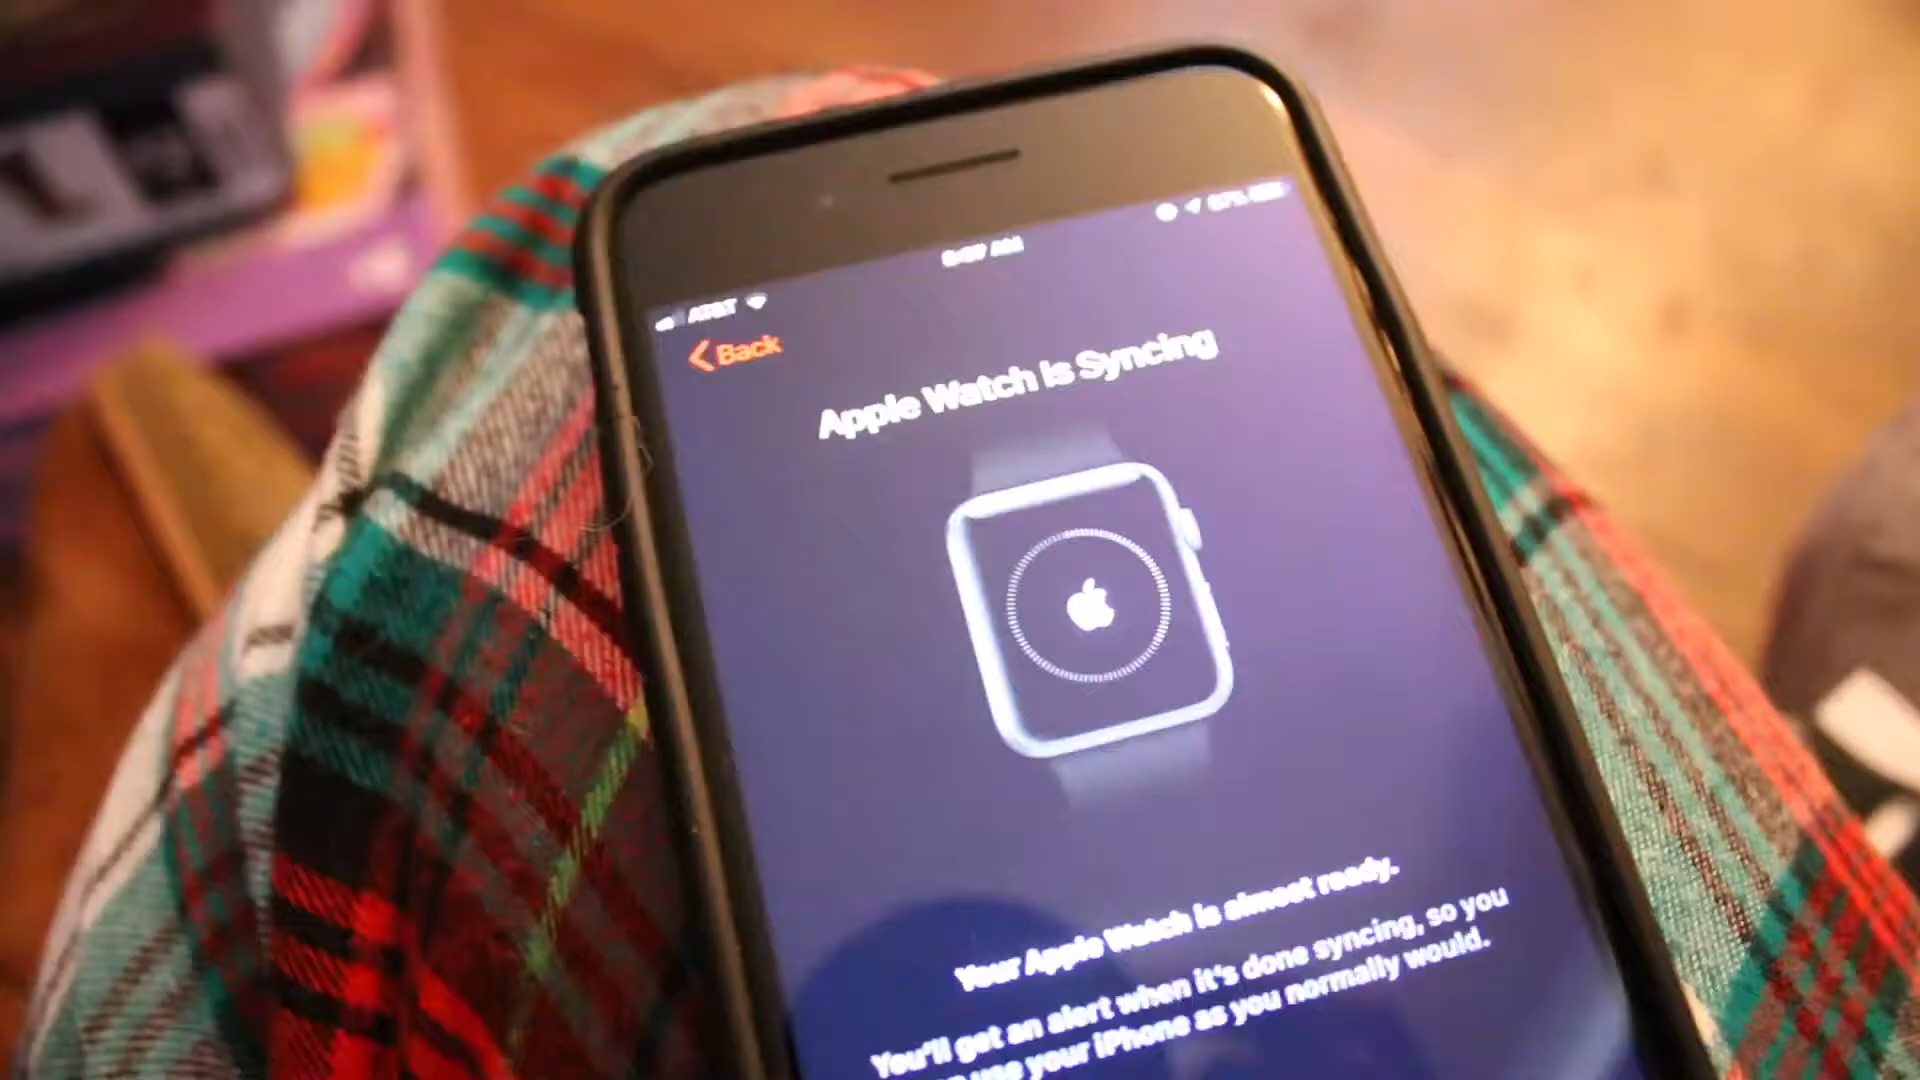 AT&T
Back
Apple Watch Is Syncing
Your Apple Watch is almost ready.
You'll get an alert when it's done syncing, so you
use your iPhone as you normally would.